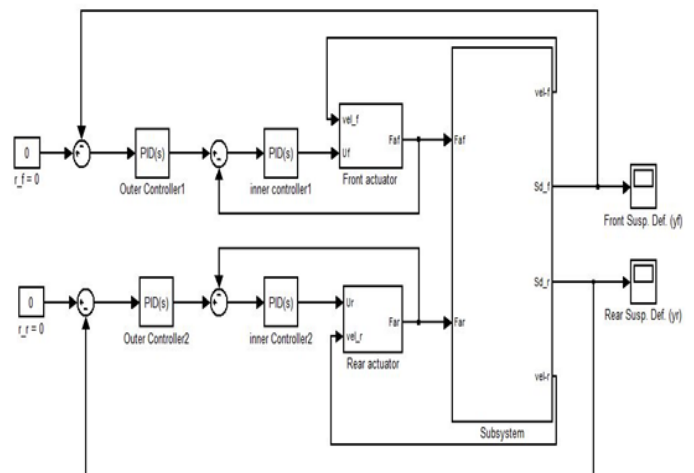 vel_f
vel-f
0
PID(s)
PID(s)
Faf
Faf
Uf
r_f = 0
Outer Controller1
inner controller1
Front actuator
Sd_f
Front Susp. Def. (yf)
Sd_r
0
PID(s)
PID(s)
Ur
Far
Far
vel_r
r_r = 0
Outer Controller2
inner Controller2
Rear actuator
Rear Susp. Def. (yr)
vel-r
Subsystem